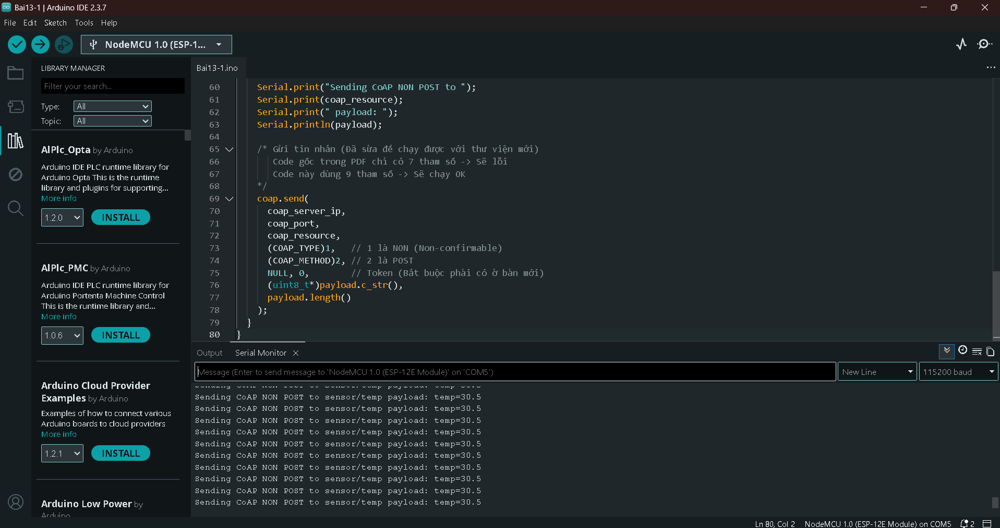 Bai13-1 | Arduino IDE 2.3.7
File Edit Sketch Tools Help
NodeMCU 1.0 (ESP-1...
LIBRARY MANAGER
Filter your search...
Type: All
Topic: All
AlPlc_Opta by Arduino
Arduino IDE PLC runtime library for
Arduino Opta This is the runtime
library and plugins for supporting...
More info
1.2.0 INSTALL
AlPlc_PMC by Arduino
Arduino IDE PLC runtime library for
Arduino Portenta Machine Control
This is the runtime library and...
More info
1.0.6 INSTALL
Arduino Cloud Provider
Examples by Arduino
Examples of how to connect various
Arduino boards to cloud providers
More info
1.2.1 INSTALL
Arduino Low Power by
Arduino
Bai13-1.ino
60 Serial.print("Sending CoAP NON POST to ");
61 Serial.print(coap_resource);
62 Serial.print(" payload: ");
63 Serial.println(payload);
64
65 /* Gửi tin nhắn (Đã sửa để chạy được với thư viện mới)
66 Code gốc trong PDF chỉ có 7 tham số -> Sẽ lỗi
67 Code này dùng 9 tham số -> Sẽ chạy OK
68 */
69 coap.send(
70 coap_server_ip,
71 coap_port,
72 coap_resource,
73 (COAP_TYPE)1, // 1 là NON (Non-confirmable)
74 (COAP_METHOD)2, // 2 là POST
75 NULL, 0, // Token (Bắt buộc phải có ở bản mới)
76 (uint8_t*)payload.c_str(),
77 payload.length()
78 );
79 }
80 }
Output Serial Monitor
Message (Enter to send message to 'NodeMCU 1.0 (ESP-12E Module)' on 'COM5')
New Line
115200 baud
Sending CoAP NON POST to sensor/temp payload: temp=30.5
Sending CoAP NON POST to sensor/temp payload: temp=30.5
Sending CoAP NON POST to sensor/temp payload: temp=30.5
Sending CoAP NON POST to sensor/temp payload: temp=30.5
Sending CoAP NON POST to sensor/temp payload: temp=30.5
Sending CoAP NON POST to sensor/temp payload: temp=30.5
Sending CoAP NON POST to sensor/temp payload: temp=30.5
Sending CoAP NON POST to sensor/temp payload: temp=30.5
Sending CoAP NON POST to sensor/temp payload: temp=30.5
Sending CoAP NON POST to sensor/temp payload: temp=30.5
Sending CoAP NON POST to sensor/temp payload: temp=30.5
Ln 80, Col 2 NodeMCU 1.0 (ESP-12E Module) on COM5 2